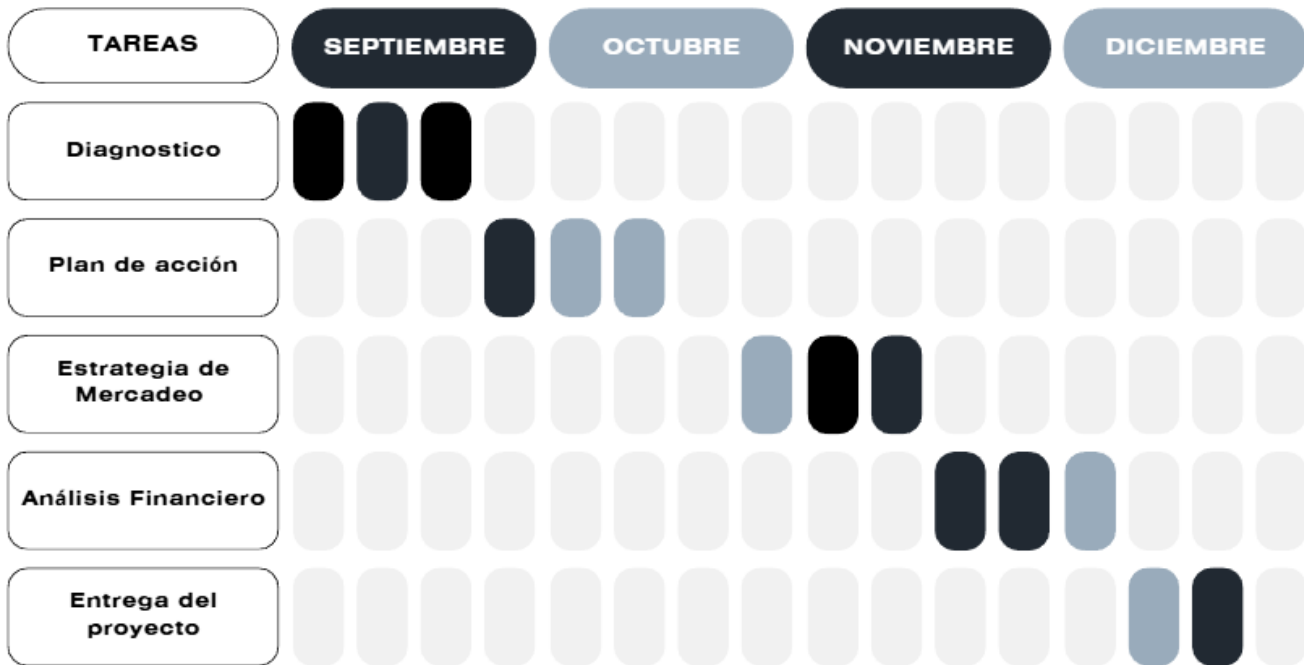 TAREAS
SEPTIEMBRE
OCTUBRE
NOVIEMBRE
DICIEMBRE
Diagnostico
Plan de acción
Estrategia de
Mercadeo
Análisis Financiero
Entrega del
proyecto